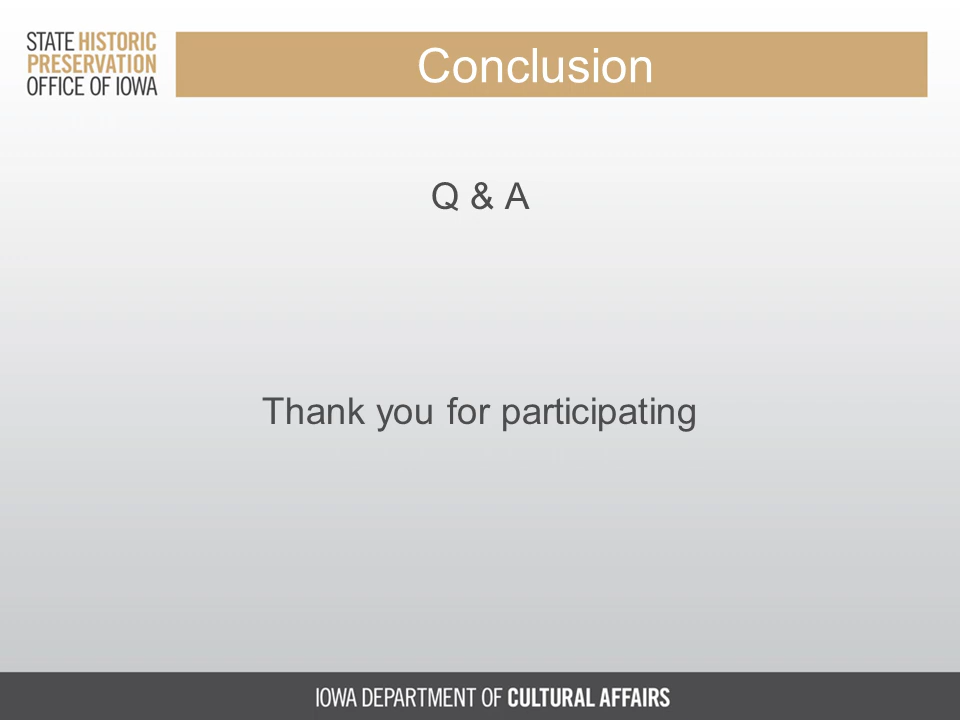 STATE HISTORIC
PRESERVATION
OFFICE OF IOWA
Conclusion
Q & A
Thank you for participating
IOWA DEPARTMENT OF CULTURAL AFFAIRS